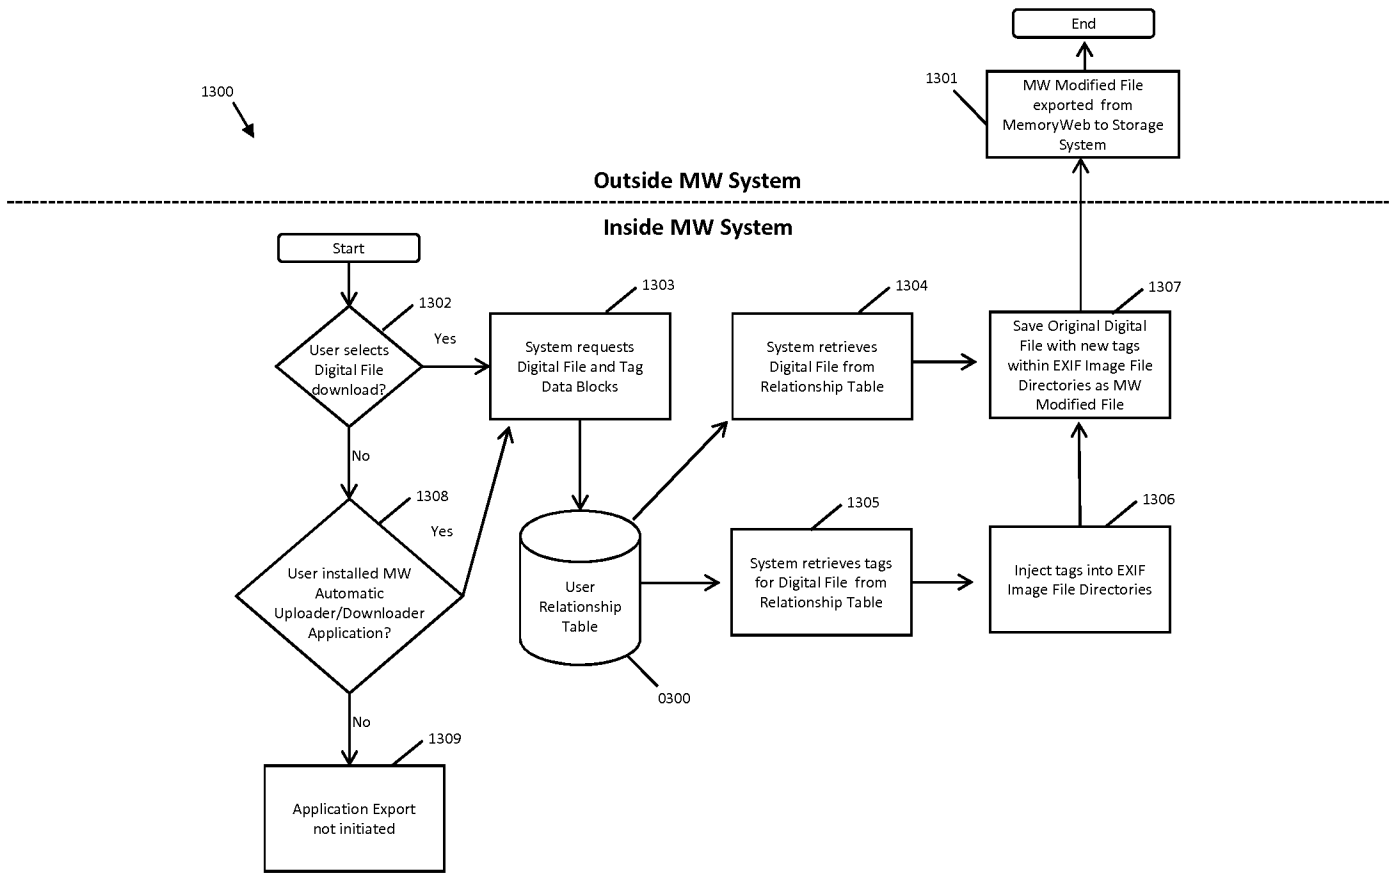 End
1301
MW Modified File
exported from
MemoryWeb to Storage
System
1300
Outside MW System
Inside MW System
Start
1302
User selects
Digital File
download?
Yes
No
1303
System requests
Digital File and Tag
Data Blocks
1304
System retrieves
Digital File from
Relationship Table
1307
Save Original Digital
File with new tags
within EXIF Image File
Directories as MW
Modified File
1308
User installed MW
Automatic
Uploader/Downloader
Application?
Yes
No
User
Relationship
Table
0300
1305
System retrieves tags
for Digital File from
Relationship Table
1306
Inject tags into EXIF
Image File Directories
1309
Application Export
not initiated